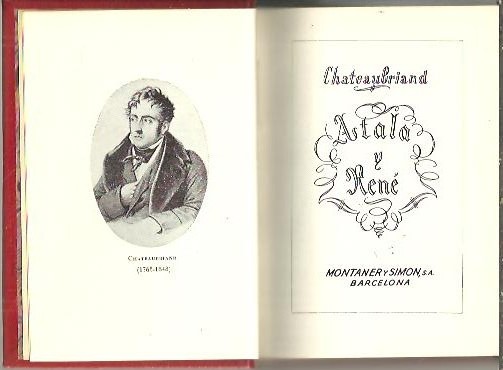 CHATEAUBRIAND
(1768-1848)
Chateaubriand
Atala
y
René
MONTANER Y SIMON, S.A.
BARCELONA